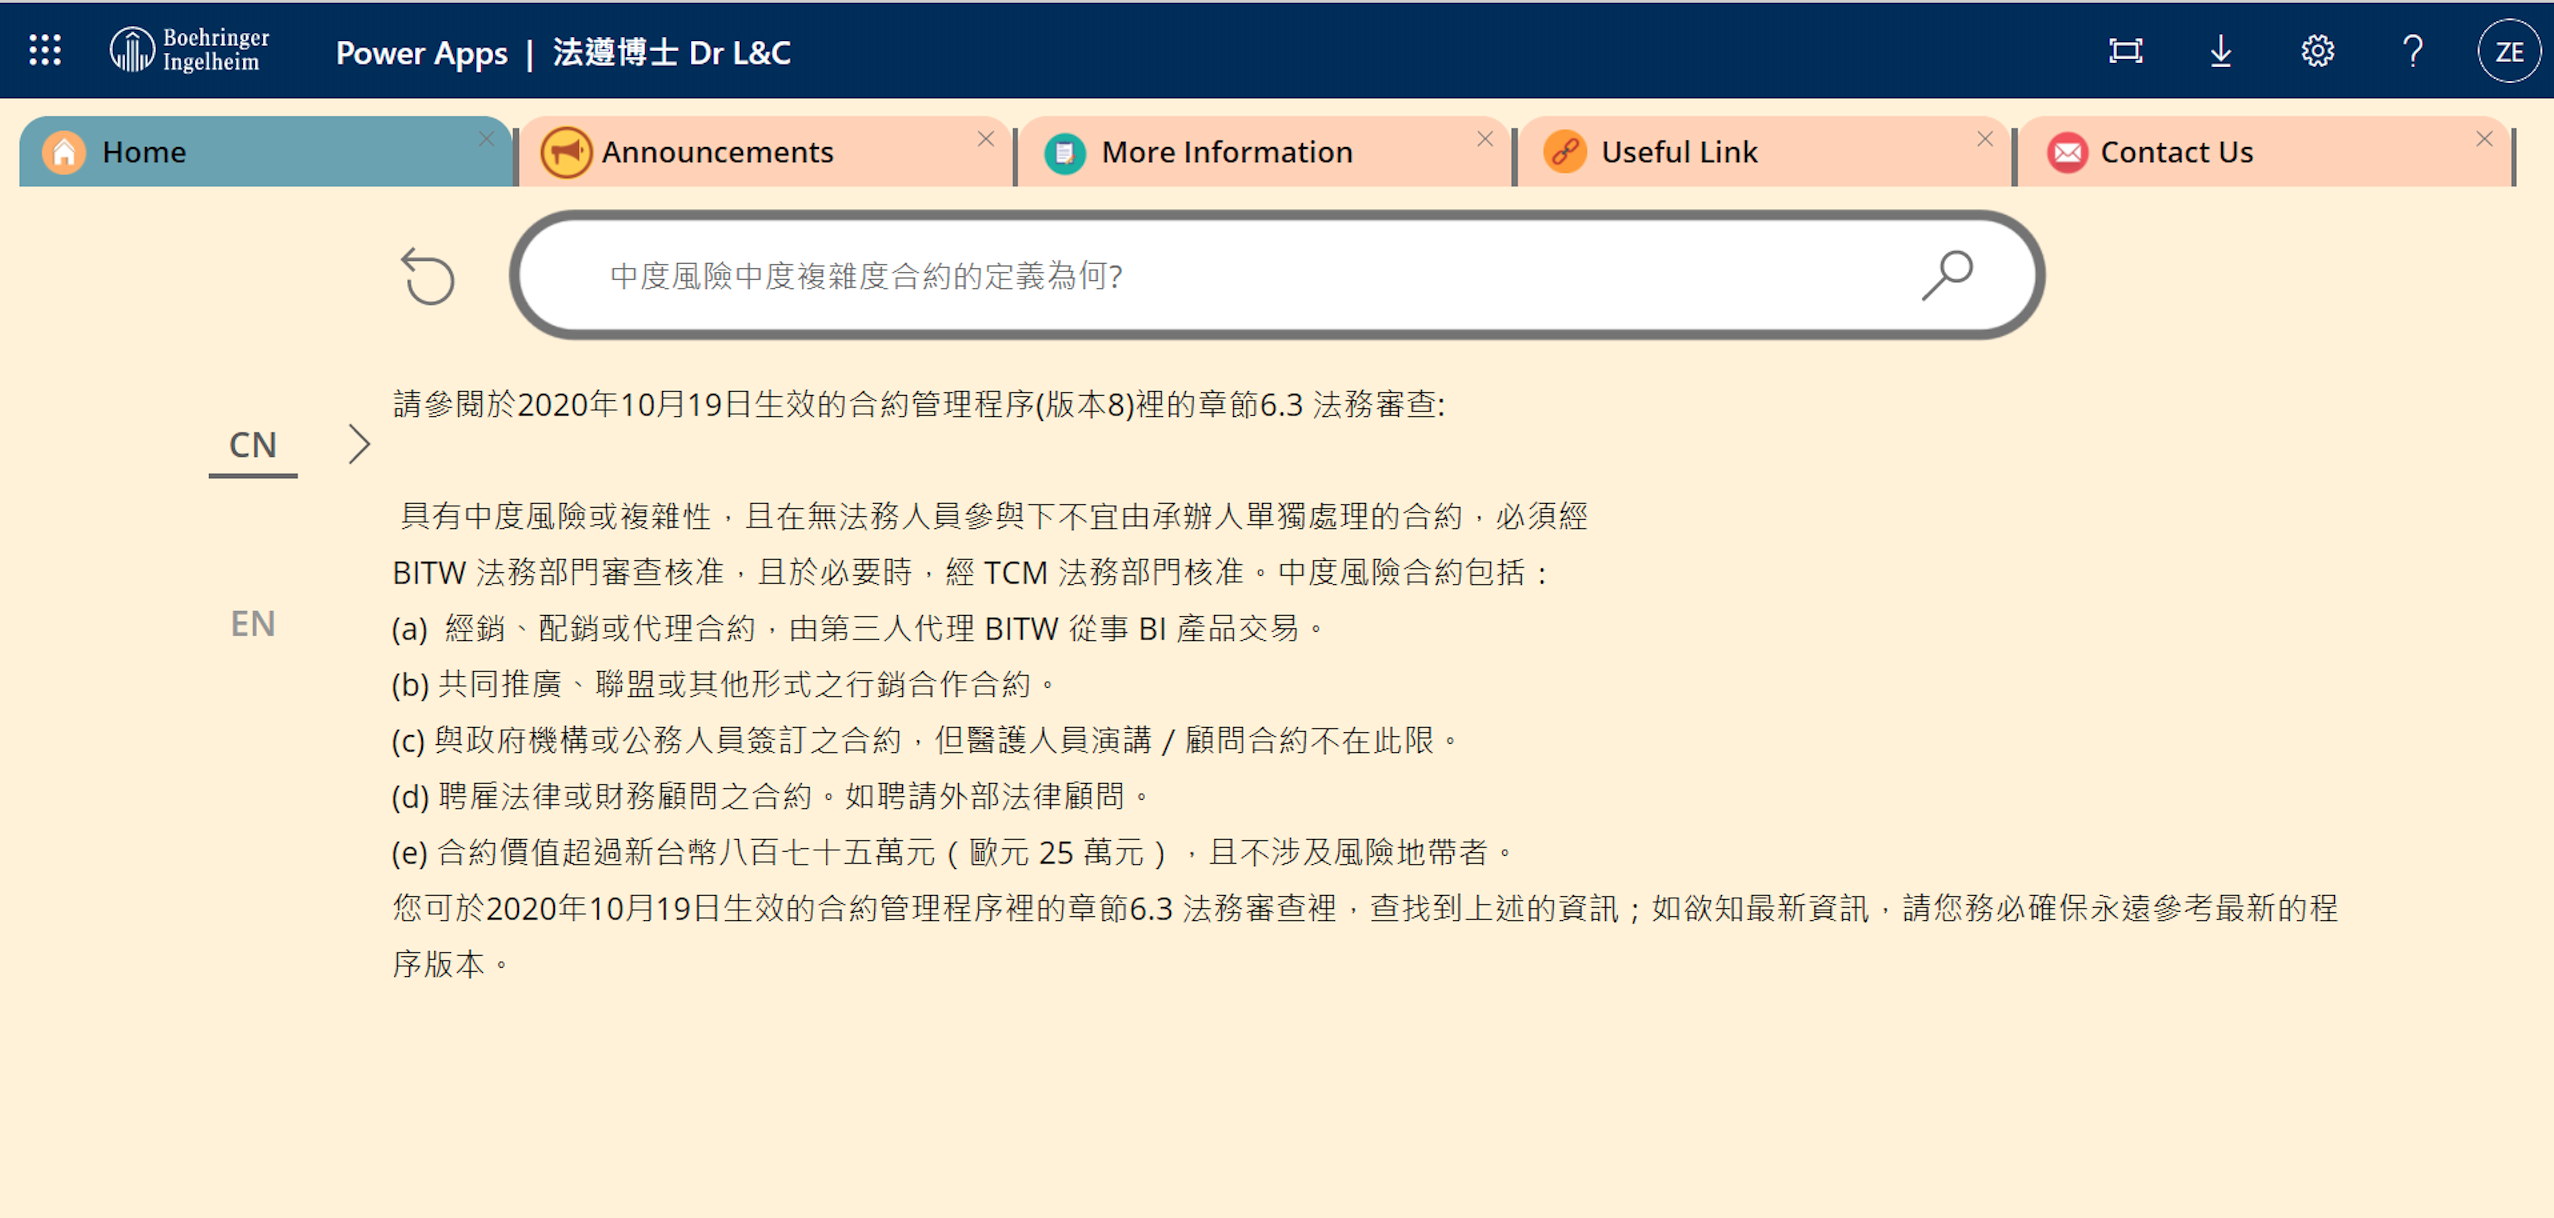 Boehringer
Ingelheim
Power Apps | 法遵博士 Dr L&C
ZE
Home
Announcements
More Information
Useful Link
Contact Us
中度風險中度複雜度合約的定義為何?
CN
EN
請參閱於2020年10月19日生效的合約管理程序(版本8)裡的章節6.3 法務審查:
具有中度風險或複雜性，且在無法務人員參與下不宜由承辦人單獨處理的合約，必須經
BITW 法務部門審查核准，且於必要時，經 TCM 法務部門核准。中度風險合約包括：
(a) 經銷、配銷或代理合約，由第三人代理 BITW 從事 BI 產品交易。
(b) 共同推廣、聯盟或其他形式之行銷合作合約。
(c) 與政府機構或公務人員簽訂之合約，但醫護人員演講 / 顧問合約不在此限。
(d) 聘雇法律或財務顧問之合約。如聘請外部法律顧問。
(e) 合約價值超過新台幣八百七十五萬元（歐元 25 萬元），且不涉及風險地帶者。
您可於2020年10月19日生效的合約管理程序裡的章節6.3 法務審查裡，查找到上述的資訊；如欲知最新資訊，請您務必確保永遠參考最新的程
序版本。